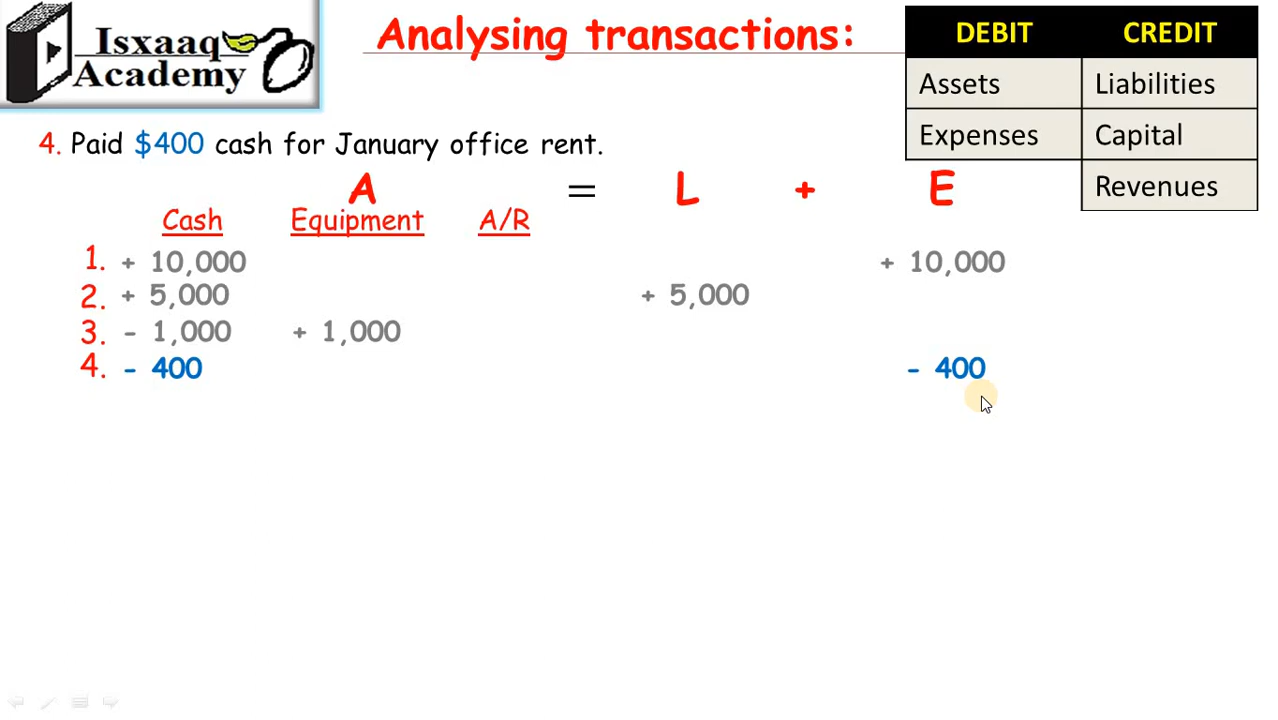 Isxaaq
Academy
Analysing transactions:
DEBIT CREDIT
Assets Liabilities
Expenses Capital
Revenues
4. Paid $400 cash for January office rent.
A = L + E
Cash Equipment A/R
1. + 10,000 + 10,000
2. + 5,000 + 5,000
3. - 1,000 + 1,000
4. - 400 - 400